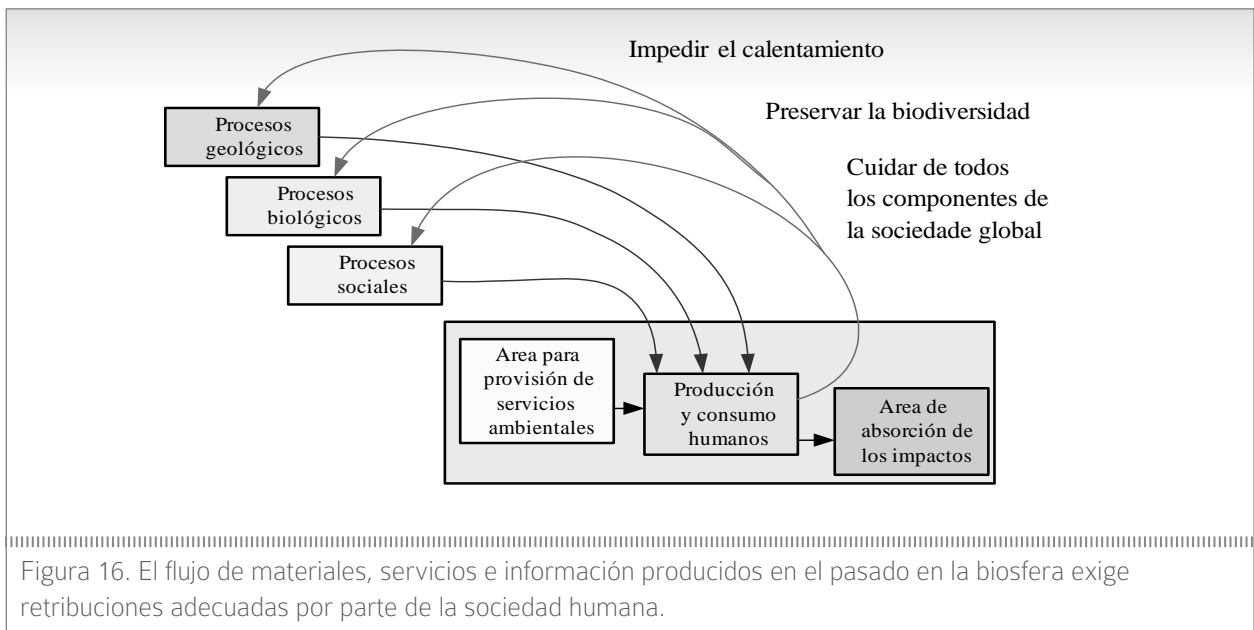 Impedir el calentamiento
Preservar la biodiversidad
Cuidar de todos
los componentes de
la sociedade global
Procesos
geológicos
Procesos
biológicos
Procesos
sociales
Area para
provisión de
servicios
ambientales
Producción
y consumo
humanos
Area de
absorción de
los impactos
Figura 16. El flujo de materiales, servicios e información producidos en el pasado en la biosfera exige
retribuciones adecuadas por parte de la sociedad humana.